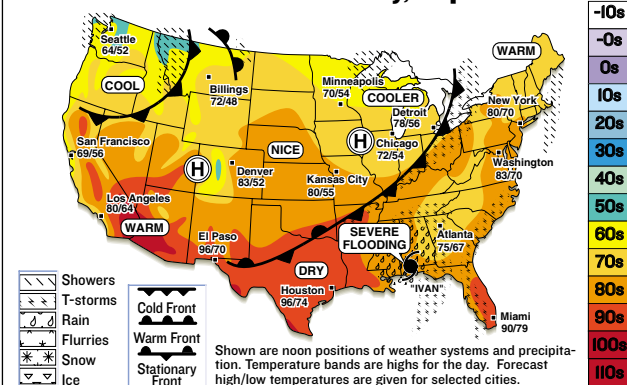 Seattle
64/52
COOL
Billings
72/48
Minneapolis
70/54
COOLER
Detroit
78/56
WARM
New York
80/70
San Francisco
69/56
H
NICE
H
Chicago
72/54
Denver
83/52
Kansas City
80/55
Washington
83/70
Los Angeles
80/64
WARM
El Paso
96/70
SEVERE
FLOODING
Atlanta
75/67
DRY
Houston
96/74
"IVAN"
Miami
90/79
Showers
T-storms
Rain
Flurries
Snow
Ice
Cold Front
Warm Front
Stationary
Front
Shown are noon positions of weather systems and precipita-
tion. Temperature bands are highs for the day. Forecast
high/low temperatures are given for selected cities.
-10s
-0s
0s
10s
20s
30s
40s
50s
60s
70s
80s
90s
100s
110s